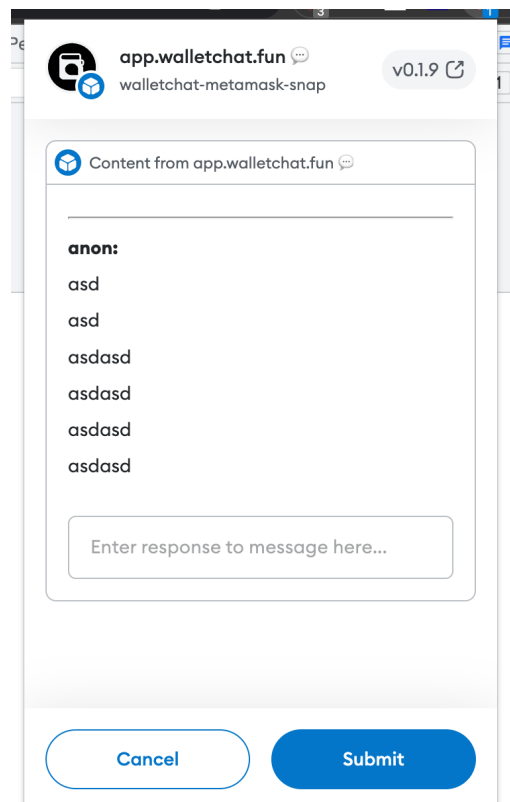 3
app.walletchat.fun 💬
walletchat-metamask-snap
v0.1.9
Content from app.walletchat.fun 💬
anon:
asd
asd
asdasd
asdasd
asdasd
asdasd
Enter response to message here...
Cancel
Submit